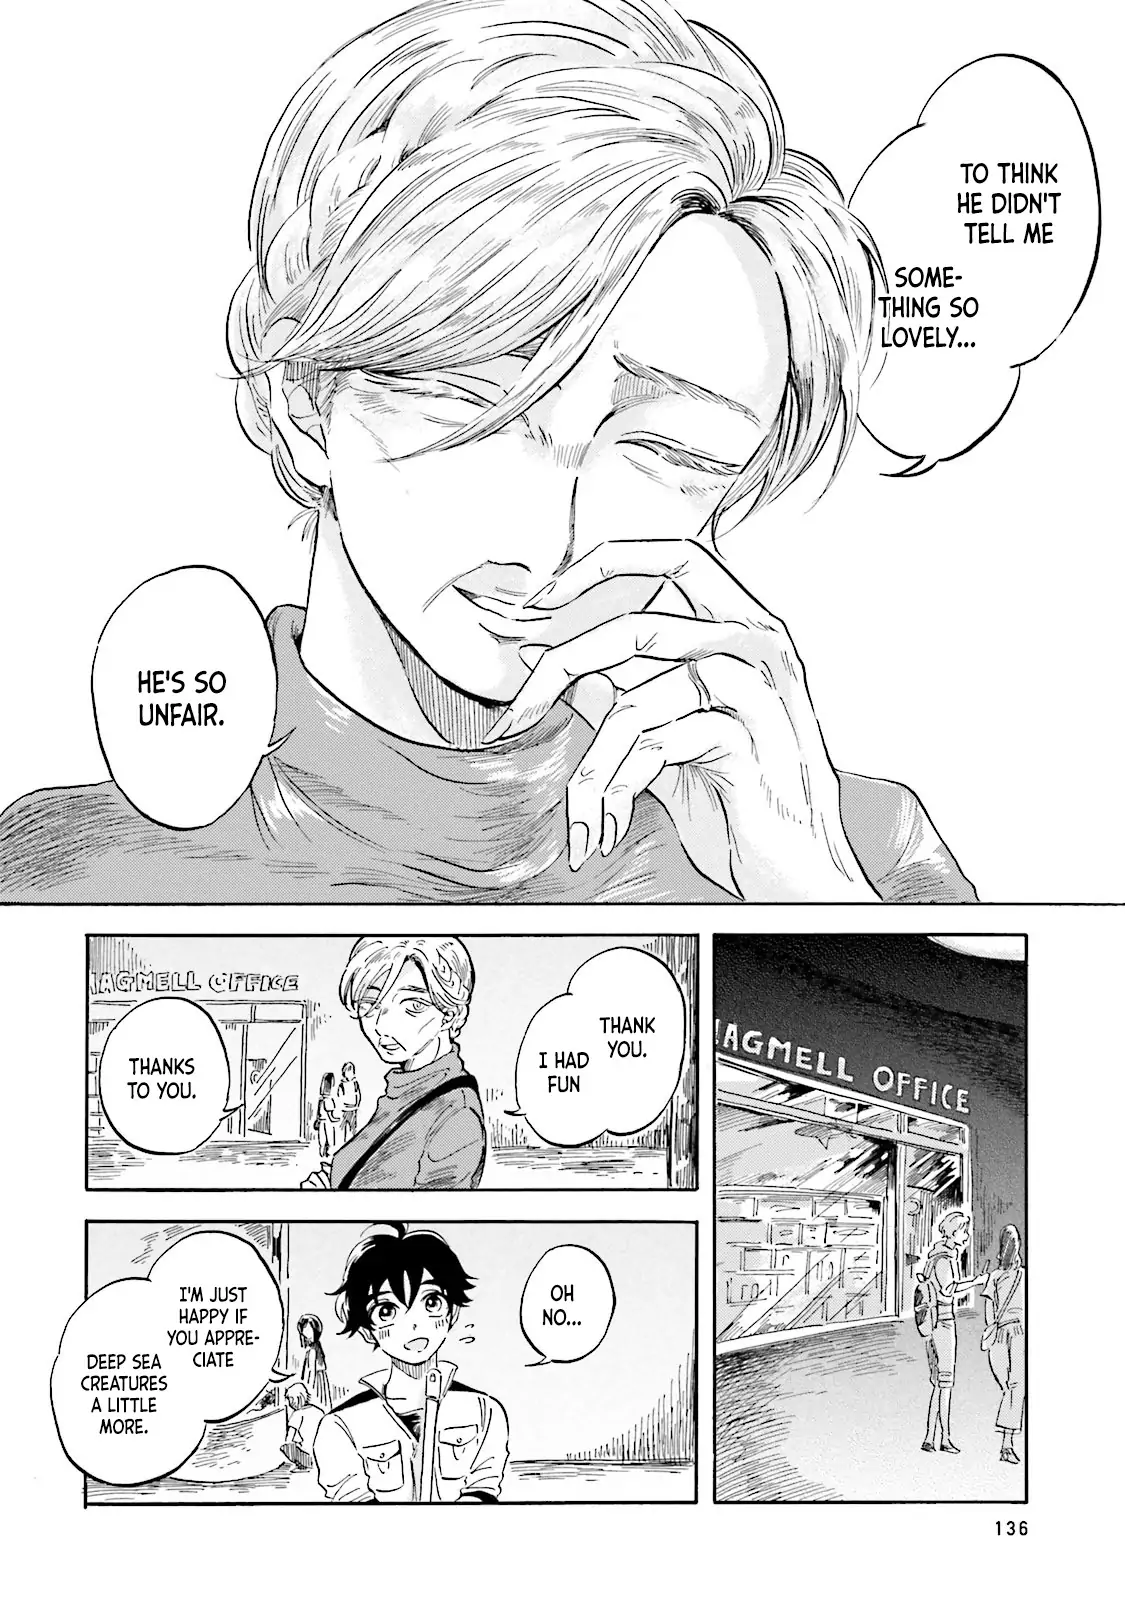 TO THINK
HE DIDN'T
TELL ME
SOME-
THING SO
LOVELY...
HE'S SO
UNFAIR.
AGMELL OFFICE
AGMELL OFFICE
THANK
YOU.
I HAD
FUN
THANKS
TO YOU.
OH
NO...
I'M JUST
HAPPY IF
YOU APPRE-
CIATE
DEEP SEA
CREATURES
A LITTLE
MORE.
136